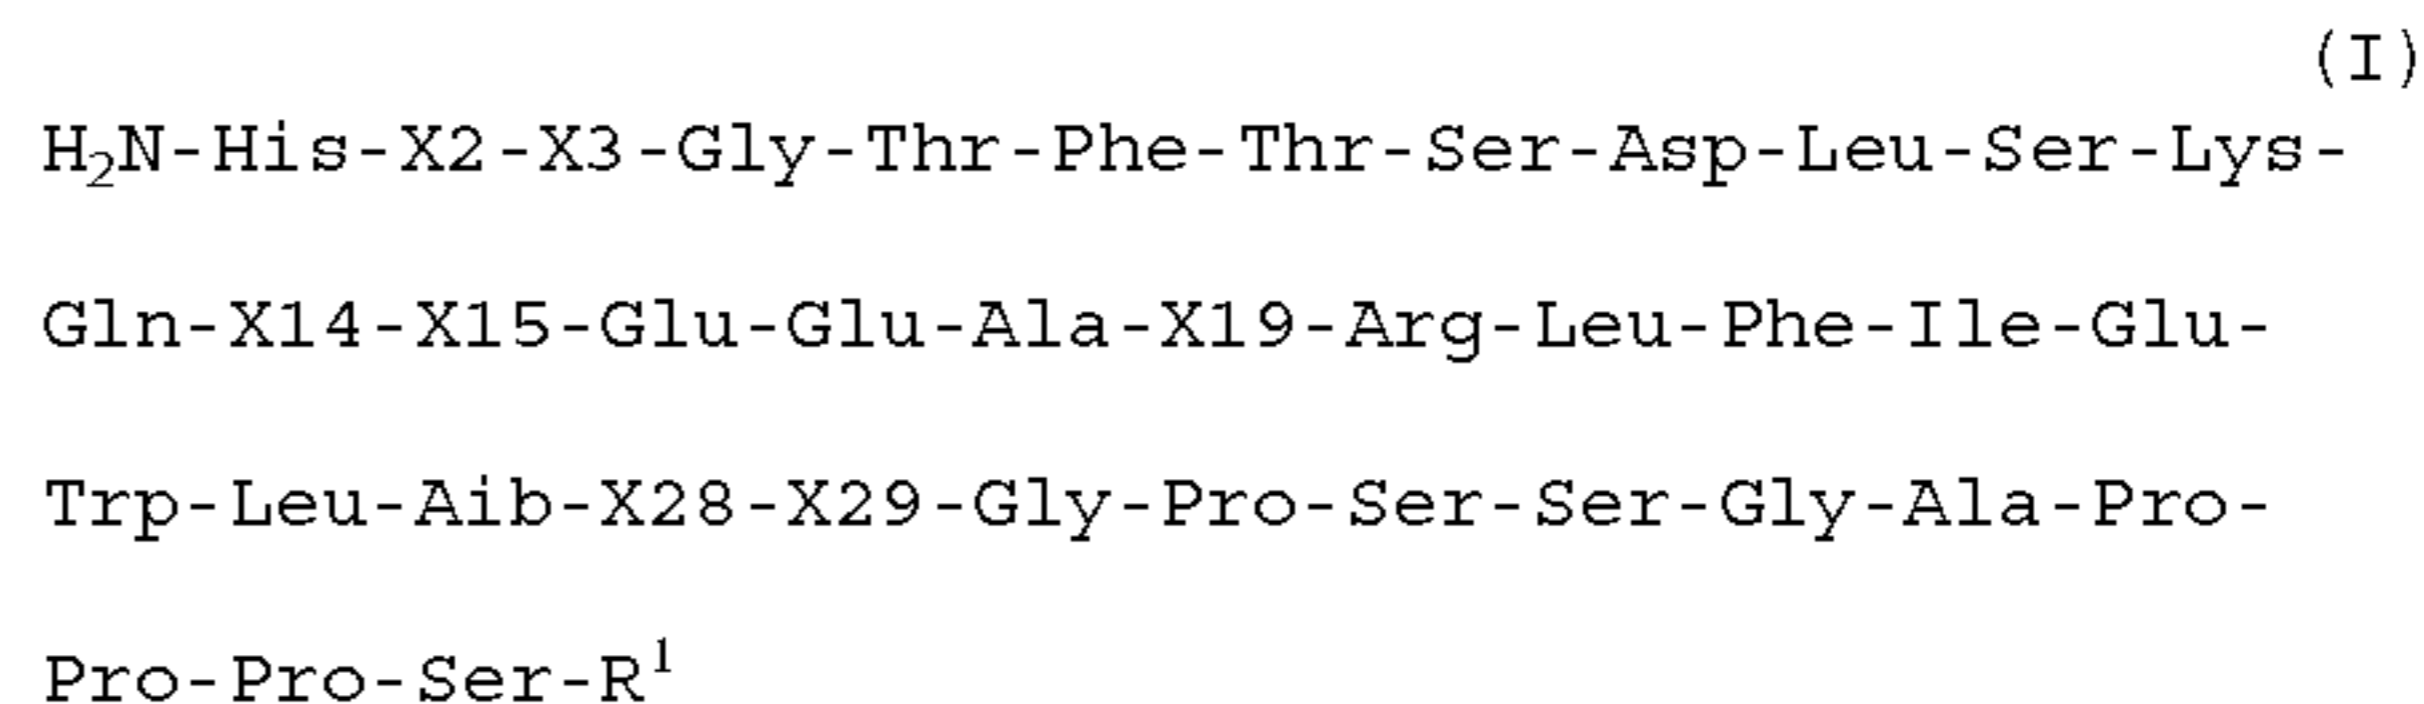 (I)
H₂N-His-X2-X3-Gly-Thr-Phe-Thr-Ser-Asp-Leu-Ser-Lys-
Gln-X14-X15-Glu-Glu-Ala-X19-Arg-Leu-Phe-Ile-Glu-
Trp-Leu-Aib-X28-X29-Gly-Pro-Ser-Ser-Gly-Ala-Pro-
Pro-Pro-Ser-R¹